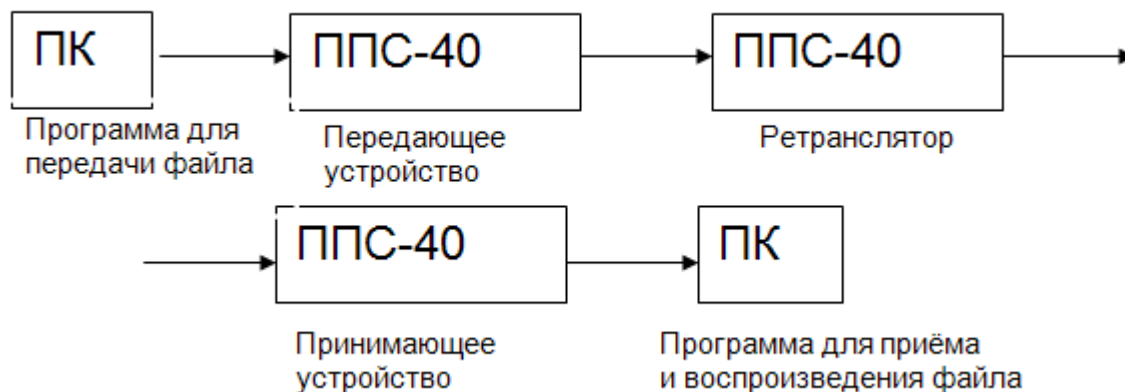 ПК
ППС-40
ППС-40
Программа для
передачи файла
Передающее
устройство
Ретранслятор
ППС-40
ПК
Принимающее
устройство
Программа для приёма
и воспроизведения файла